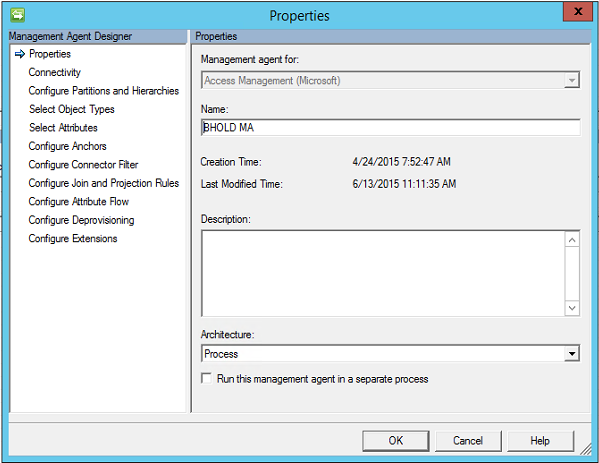 Properties
x
Management Agent Designer
Properties
Connectivity
Configure Partitions and Hierarchies
Select Object Types
Select Attributes
Configure Anchors
Configure Connector Filter
Configure Join and Projection Rules
Configure Attribute Flow
Configure Deprovisioning
Configure Extensions
Properties
Management agent for:
Access Management (Microsoft)
Name:
BHOLD MA
Creation Time: 4/24/2015 7:52:47 AM
Last Modified Time: 6/13/2015 11:11:35 AM
Description:
Architecture:
Process
Run this management agent in a separate process
OK Cancel Help